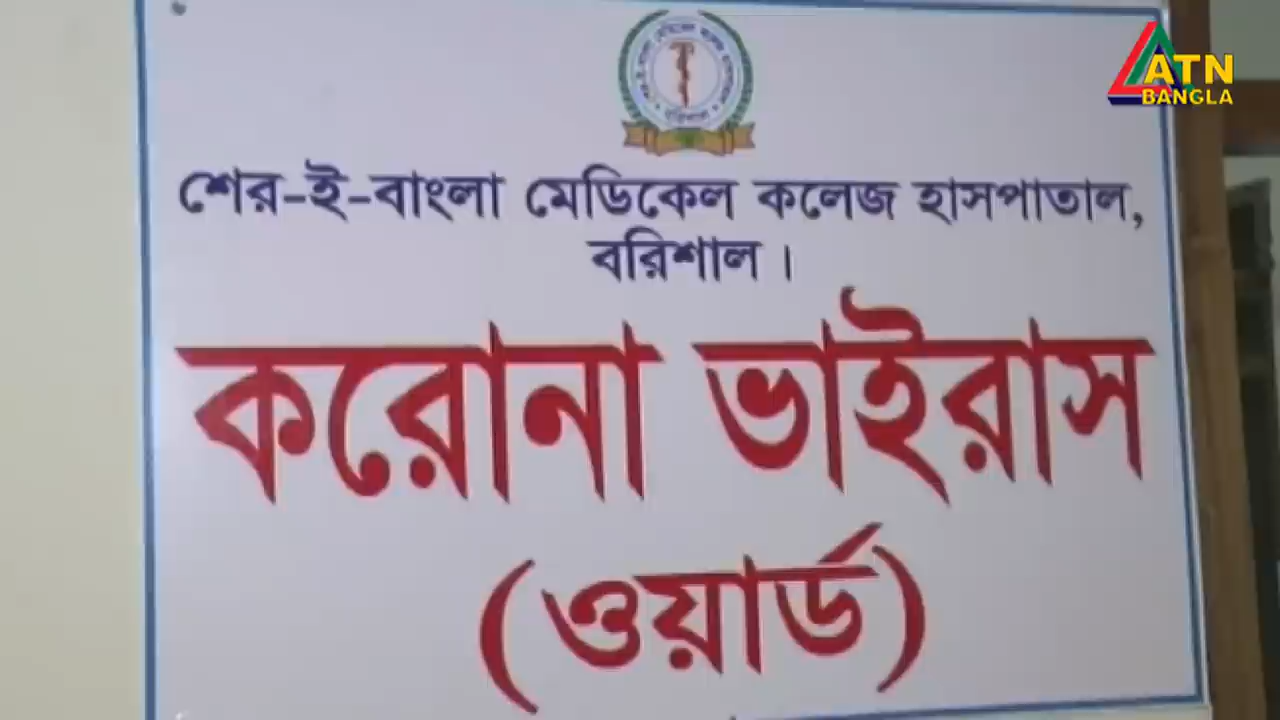 ATN
BANGLA
শের-ই-বাংলা মেডিকেল কলেজ হাসপাতাল,
বরিশাল।
করোনা ভাইরাস
(ওয়ার্ড)